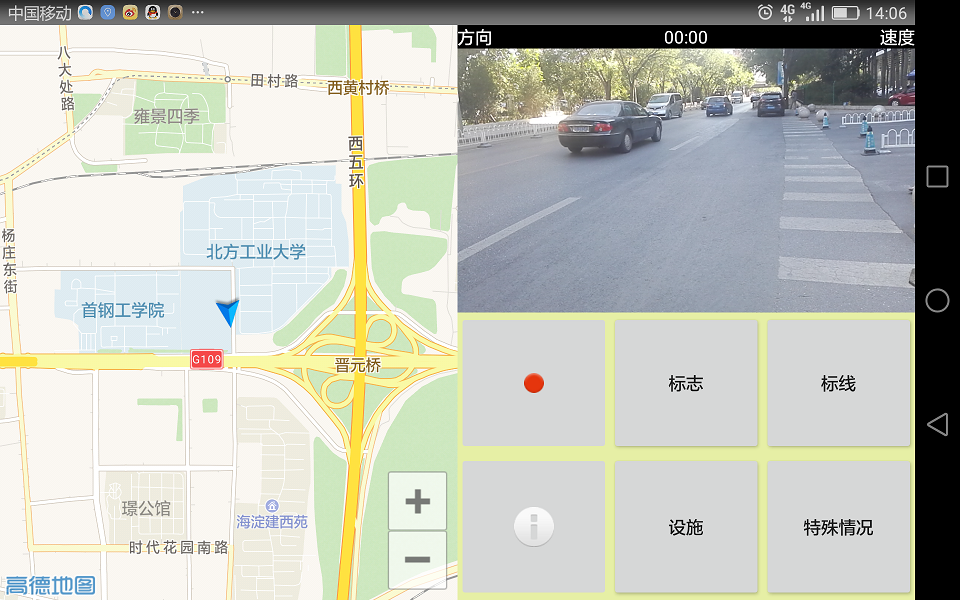 中国移动 ··· 4G 4G 14:06
方向 00:00 速度
八大处路
田村路
西黄村桥
雍景四季
西五环
杨庄东街
北方工业大学
首钢工学院
G109
晋元桥
璟公馆
海淀建西苑
时代花园南路
高德地图
+
−
标志
标线
设施
特殊情况